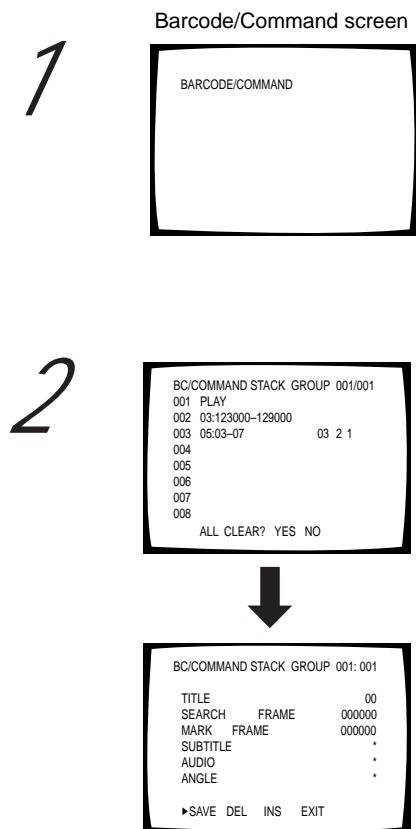 Barcode/Command screen
1
BARCODE/COMMAND
2
BC/COMMAND STACK GROUP 001/001
001 PLAY
002 03:123000–129000
003 05:03–07 03 2 1
004
005
006
007
008
ALL CLEAR? YES NO
BC/COMMAND STACK GROUP 001: 001
TITLE 00
SEARCH FRAME 000000
MARK FRAME 000000
SUBTITLE *
AUDIO *
ANGLE *
▶SAVE DEL INS EXIT